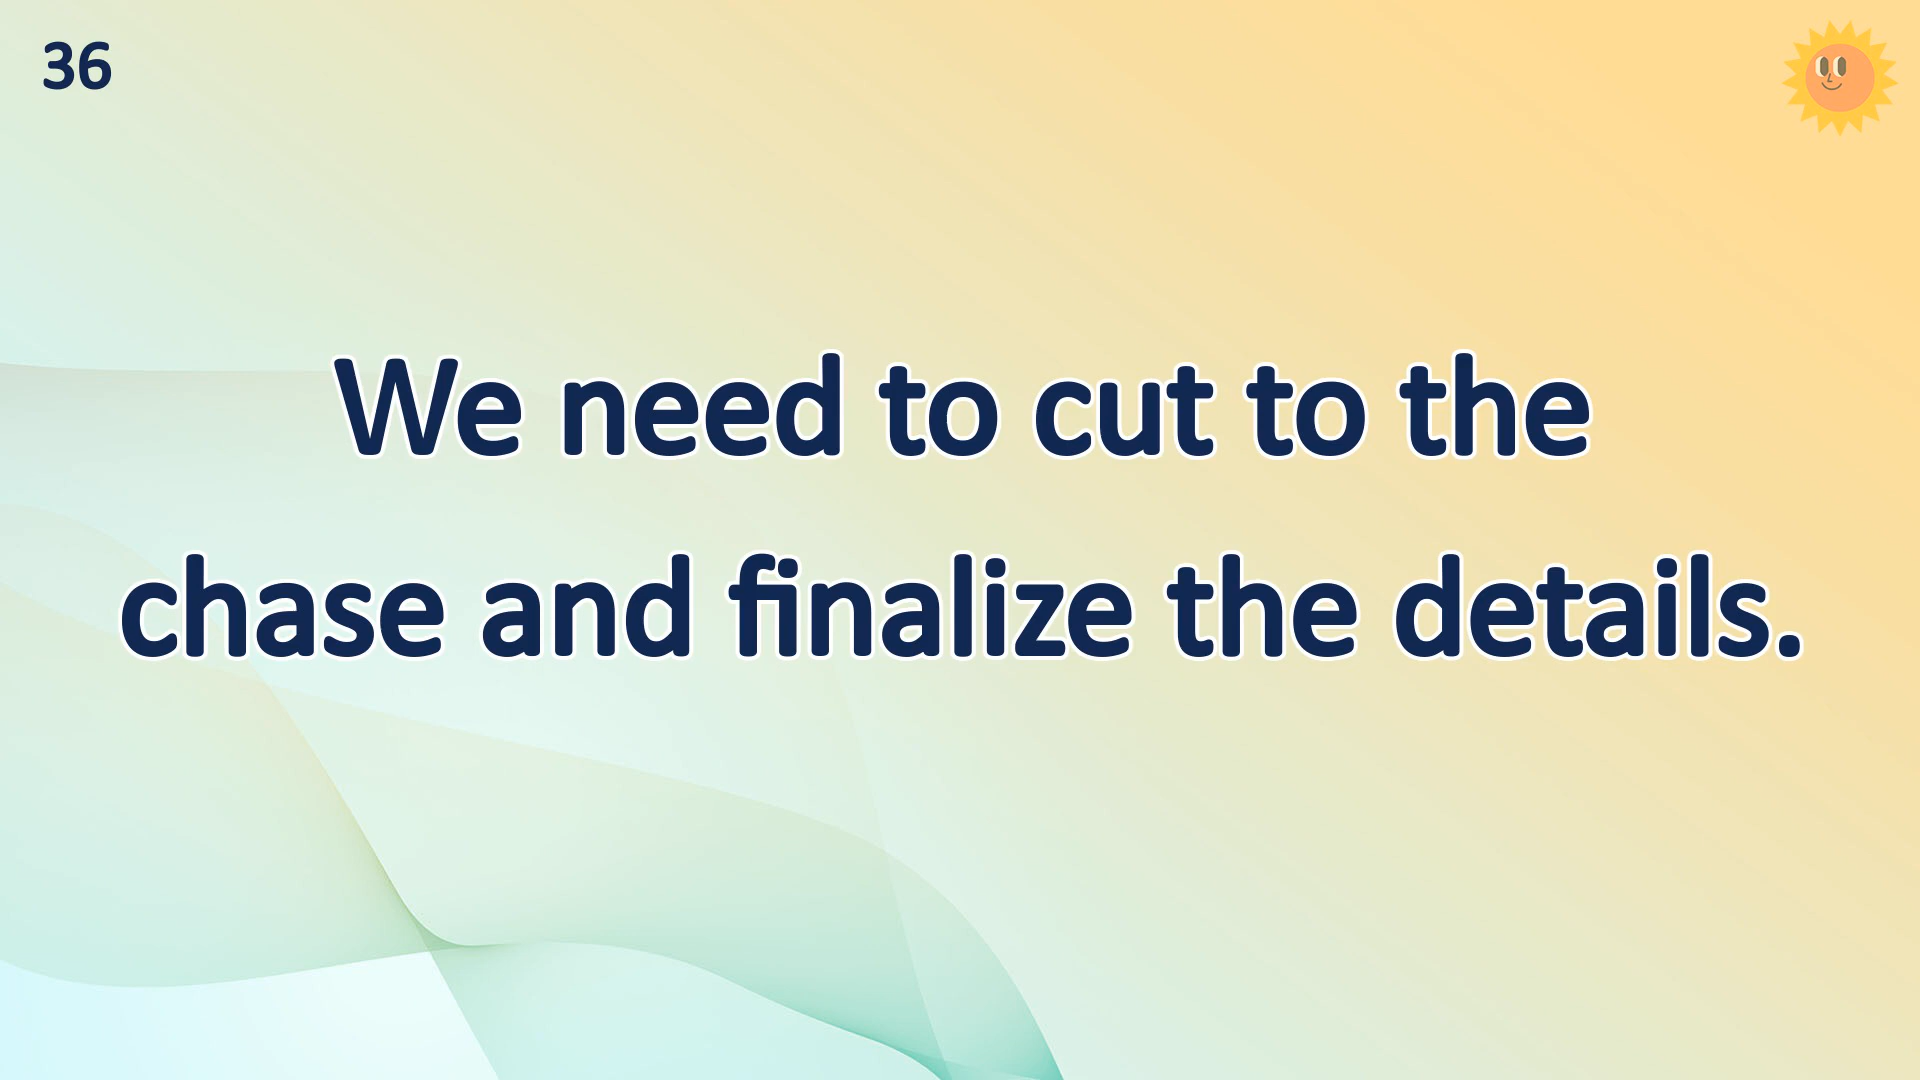 36
We need to cut to the
chase and finalize the details.